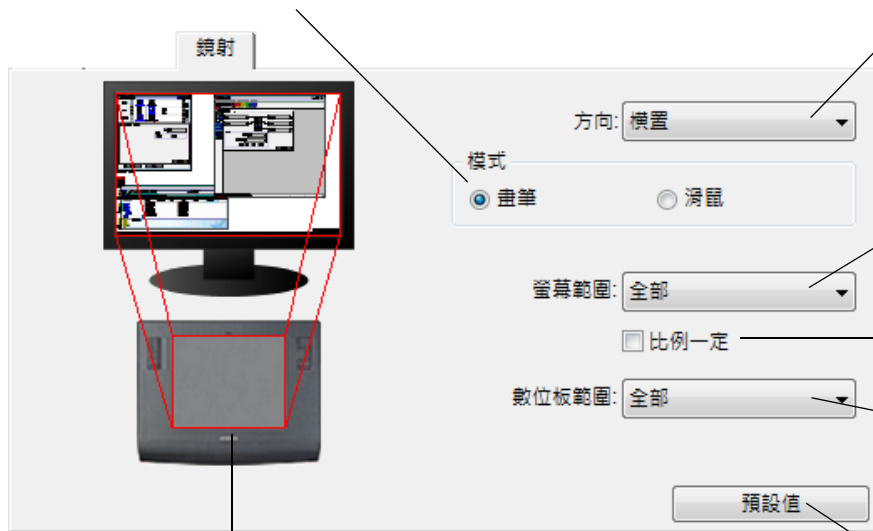 鏡射
方向: 橫置
模式
畫筆 滑鼠
螢幕範圍: 全部
比例一定
數位板範圍: 全部
預設值